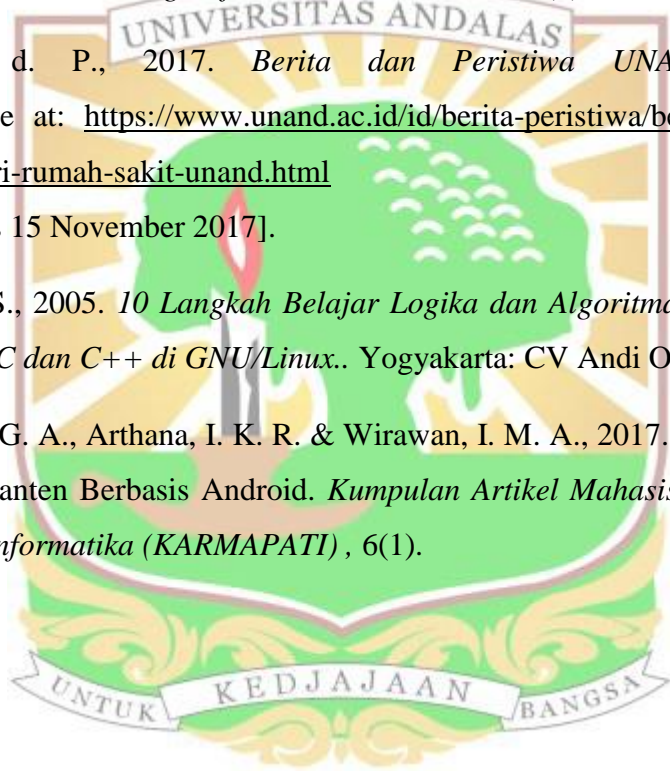 UNIVERSITAS ANDALAS
d. P., 2017. Berita dan Peristiwa UNA
e at: https://www.unand.ac.id/id/berita-peristiwa/be
ri-rumah-sakit-unand.html
15 November 2017].
S., 2005. 10 Langkah Belajar Logika dan Algoritma
C dan C++ di GNU/Linux.. Yogyakarta: CV Andi O
G. A., Arthana, I. K. R. & Wirawan, I. M. A., 2017.
anten Berbasis Android. Kumpulan Artikel Mahasis
nformatika (KARMAPATI) , 6(1).
UNTUK KEDJAJAAN BANGSA